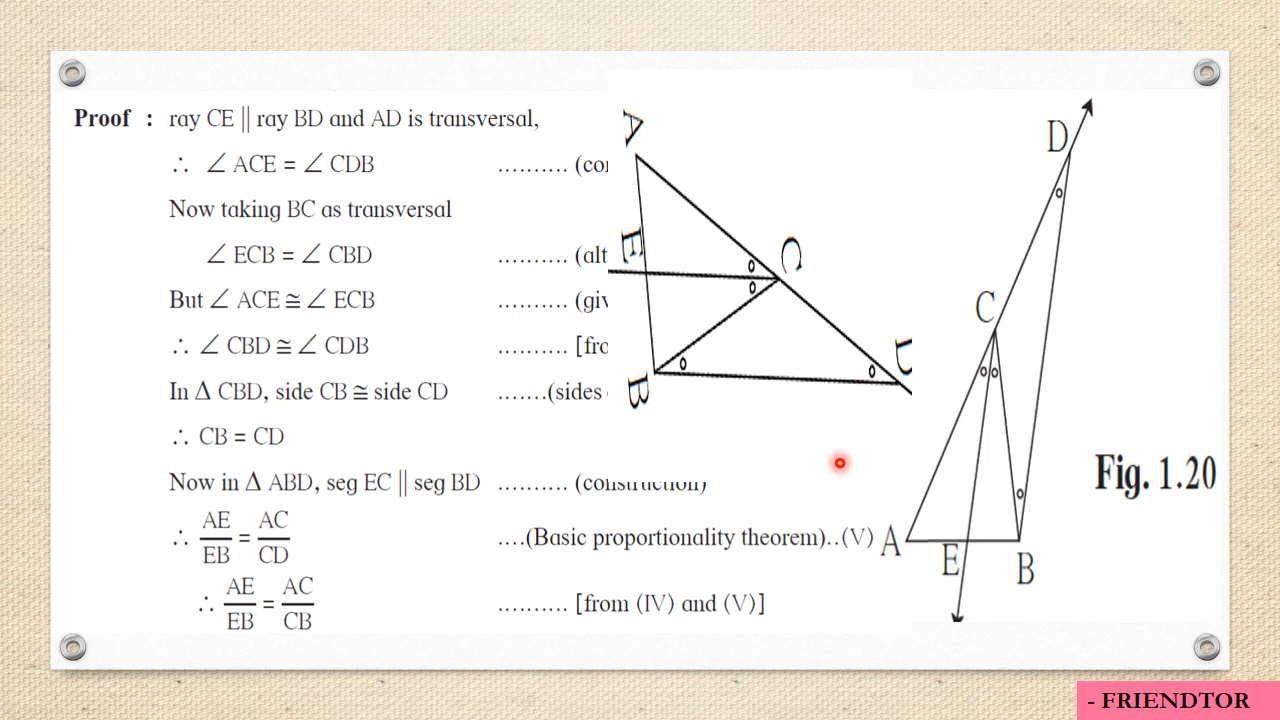 Proof : ray CE || ray BD and AD is transversal,
∴ ∠ ACE = ∠ CDB .......... (cor
Now taking BC as transversal
∠ ECB = ∠ CBD .......... (alt
But ∠ ACE ≅ ∠ ECB .......... (giv
∴ ∠ CBD ≅ ∠ CDB .......... [fro
In Δ CBD, side CB ≅ side CD .......(sides
∴ CB = CD
Now in Δ ABD, seg EC || seg BD .......... (construction)
∴ AE/EB = AC/CD ....(Basic proportionality theorem)..(V)
∴ AE/EB = AC/CB .......... [from (IV) and (V)]
A
E
C
B
D
D
C
A
E
B
Fig. 1.20
- FRIENDTOR